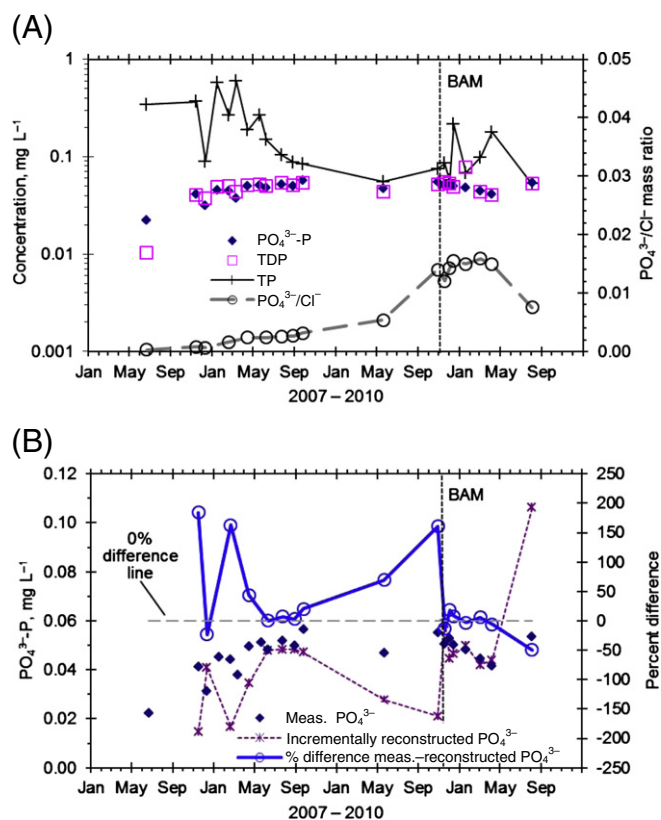 (A)
1
0.1
0.01
0.001
Concentration, mg L⁻¹
0.05
0.04
0.03
0.02
0.01
0.00
PO₄³⁻/Cl⁻ mass ratio
BAM
PO₄³⁻-P
TDP
TP
PO₄³⁻/Cl⁻
Jan May Sep Jan May Sep Jan May Sep Jan May Sep
2007–2010
(B)
0.12
0.10
0.08
0.06
0.04
0.02
0.00
PO₄³⁻-P, mg L⁻¹
250
200
150
100
50
0
-50
-100
-150
-200
-250
Percent difference
BAM
0%
difference
line
Meas. PO₄³⁻
Incrementally reconstructed PO₄³⁻
% difference meas.–reconstructed PO₄³⁻
Jan May Sep Jan May Sep Jan May Sep Jan May Sep
2007–2010